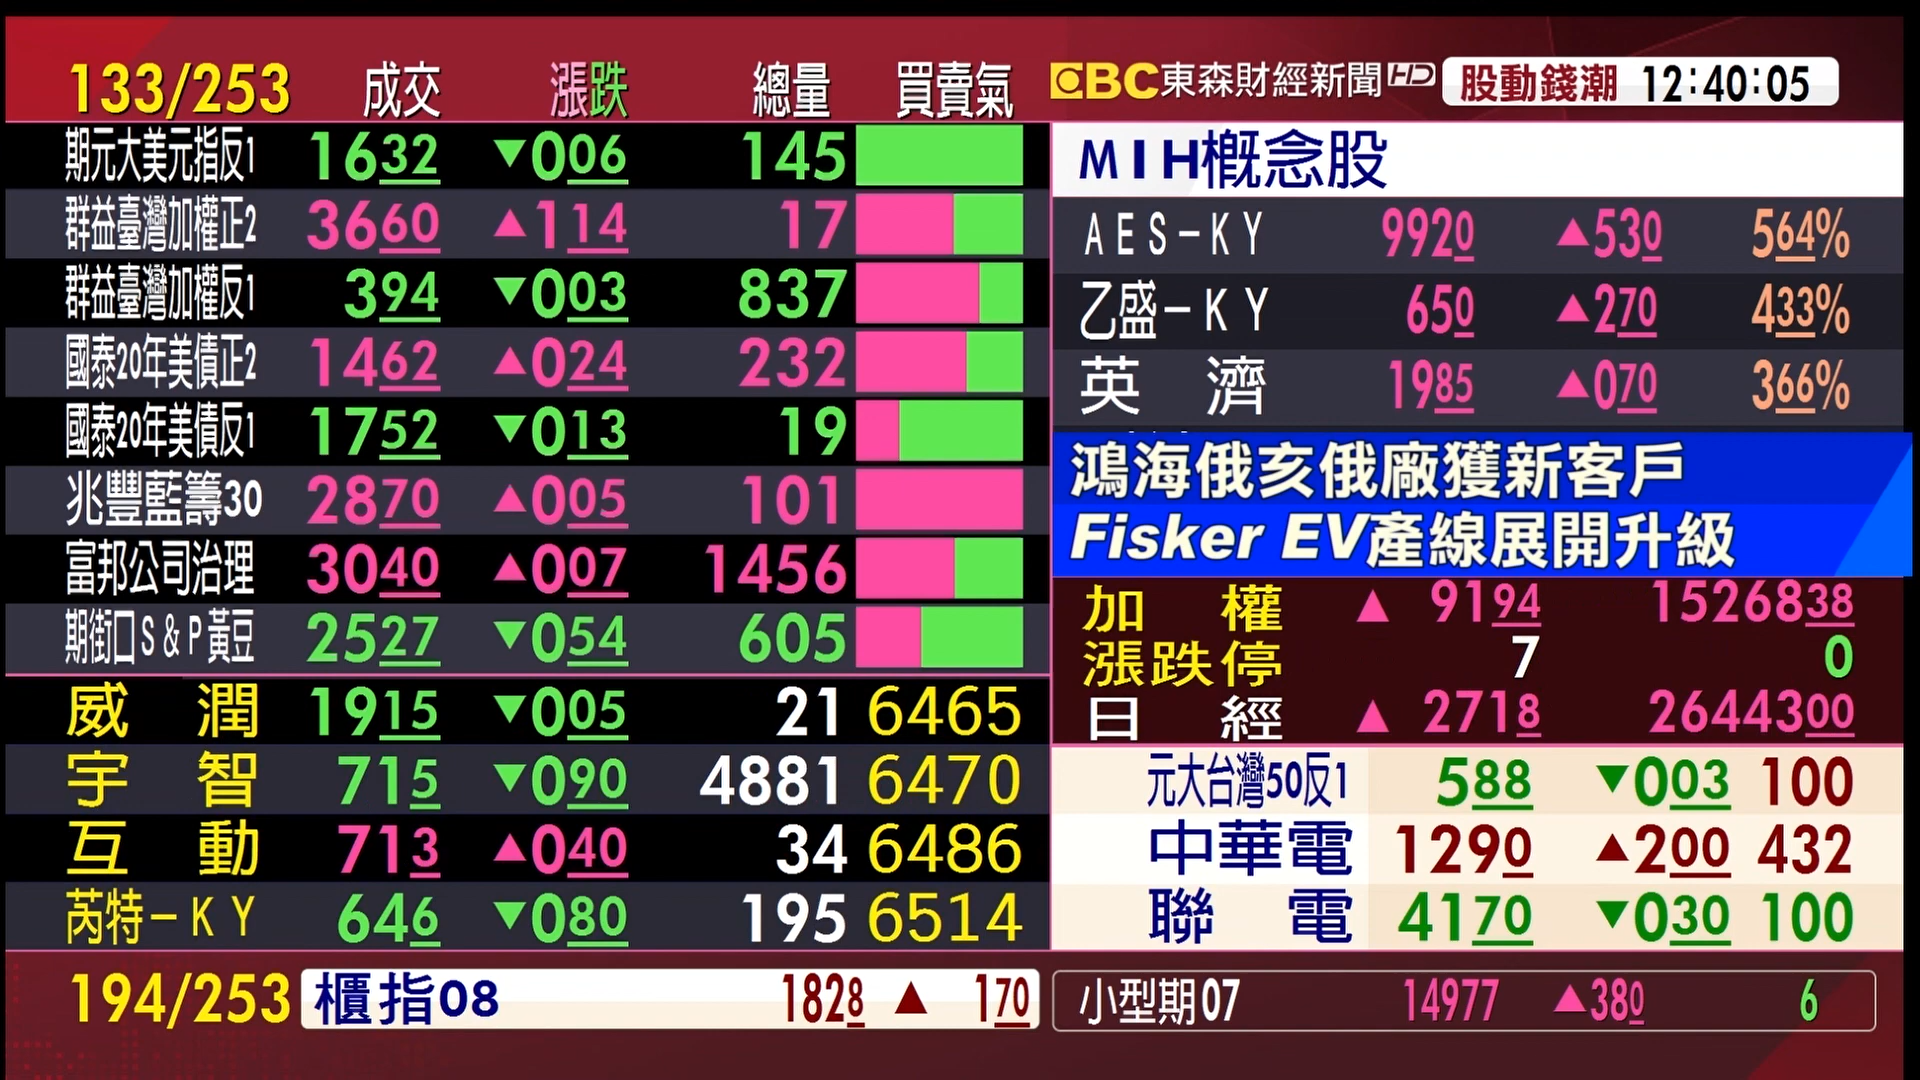 133/253 成交 漲跌 總量 買賣氣
期元大美元指反1 1632 ▼006 145
群益臺灣加權正2 3660 ▲114 17
群益臺灣加權反1 394 ▼003 837
國泰20年美債正2 1462 ▲024 232
國泰20年美債反1 1752 ▼013 19
兆豐藍籌30 2870 ▲005 101
富邦公司治理 3040 ▲007 1456
期街口S&P黃豆 2527 ▼054 605
威潤 1915 ▼005 21 6465
宇智 715 ▼090 4881 6470
互動 713 ▲040 34 6486
芮特-KY 646 ▼080 195 6514
194/253 櫃指08 1828 ▲ 170
EBC東森財經新聞HD 股動錢潮 12:40:05
MIH概念股
AES-KY 9920 ▲530 564%
乙盛-KY 650 ▲270 433%
英濟 1985 ▲070 366%
鴻海俄亥俄廠獲新客戶
Fisker EV產線展開升級
加權 ▲ 9194 1526838
漲跌停 7 0
日經 ▲ 2718 2644300
元大台灣50反1 588 ▼003 100
中華電 1290 ▲200 432
聯電 4170 ▼030 100
小型期07 14977 ▲380 6